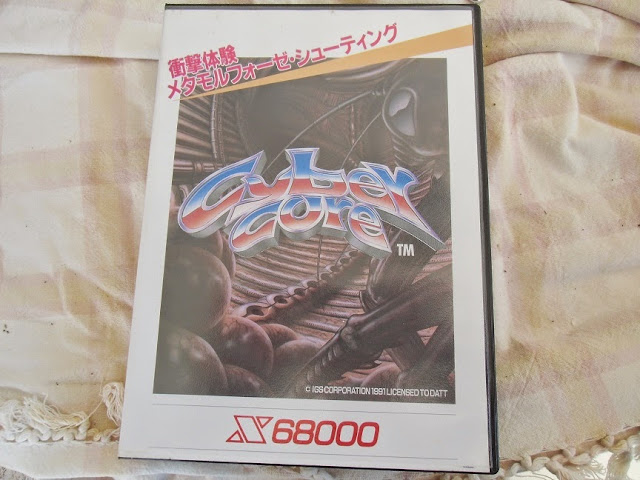 衝撃体験
メタモルフォーゼ・シューティング
Cyber
Core
TM
© IGS CORPORATION 1991 LICENSED TO DATT
X68000